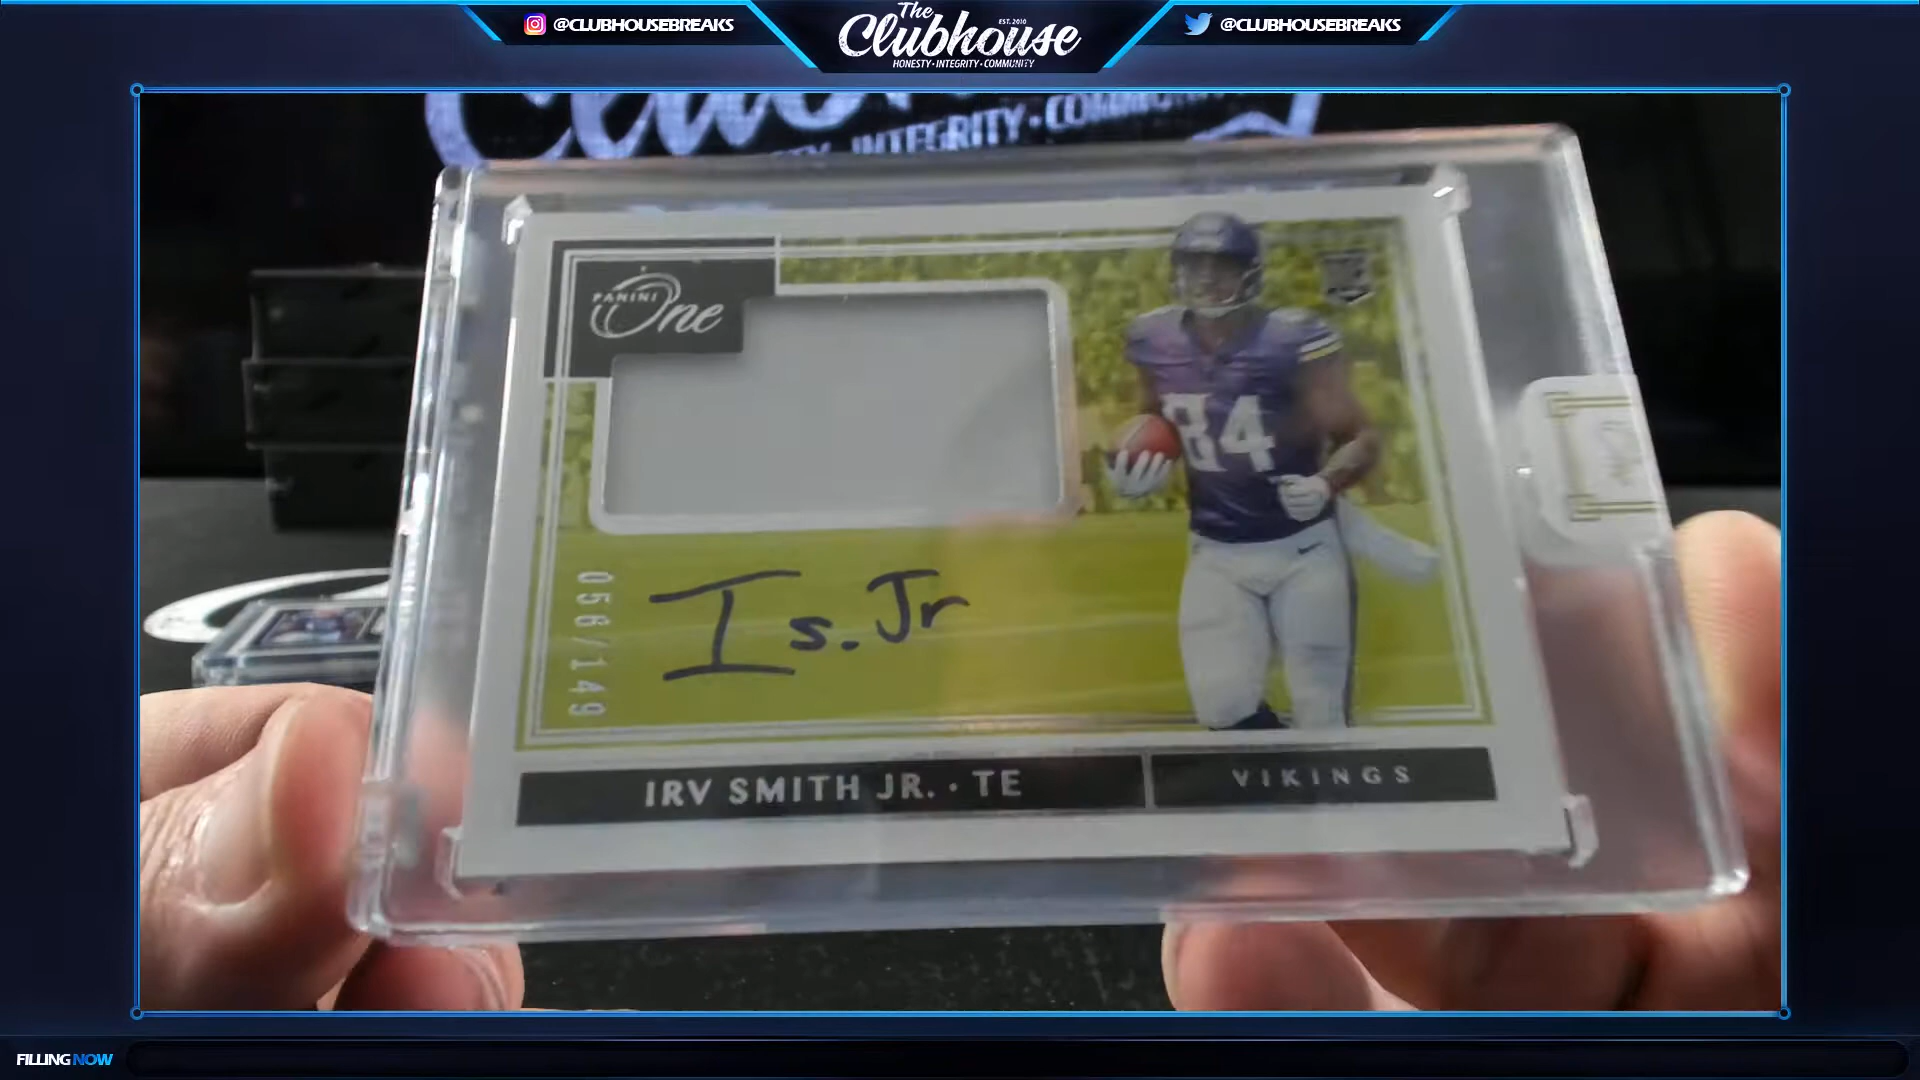 @CLUBHOUSEBREAKS
The
Clubhouse
EST. 2010
HONESTY • INTEGRITY • COMMUNITY
@CLUBHOUSEBREAKS
INTEGRITY
PANINI
One
RC
84
056/149
Is. Jr
IRV SMITH JR. • TE
VIKINGS
FILLING NOW